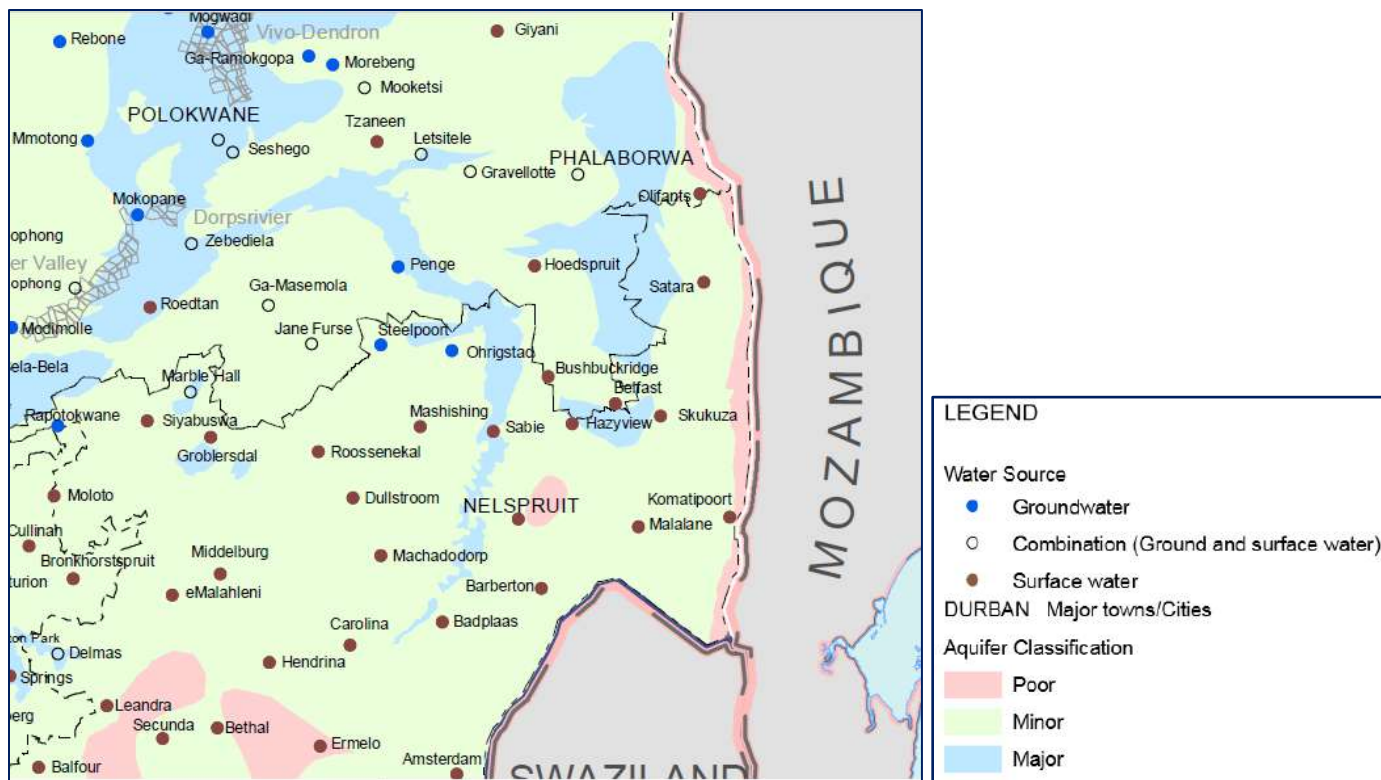 Mogwadi
Vivo-Dendron
Giyani
Rebone
Ga-Ramokgopa
Morebeng
Mooketsi
POLOKWANE
Tzaneen
Mmotong
Seshego
Letsitele
PHALABORWA
Gravellotte
Olifants
Mokopane
Dorpsrivier
ophong
Zebediela
er Valley
ophong
Penge
Hoedspruit
Satara
Roedtan
Ga-Masemola
Modimolle
Jane Furse
Steelpoort
Ohrigstad
ela-Bela
Marble Hall
Bushbuckridge
Belfast
Rapotokwane
Siyabuswa
Mashishing
Sabie
Hazyview
Skukuza
Groblersdal
Roossenekal
Moloto
Dullstroom
NELSPRUIT
Komatipoort
Malalane
Cullinah
Bronkhorstspruit
turion
Middelburg
Machadodorp
eMalahleni
Barberton
Carolina
Badplaas
ton Park
Delmas
Hendrina
Springs
Leandra
berg
Secunda
Bethal
Ermelo
Balfour
Amsterdam
SWAZILAND
MOZAMBIQUE
LEGEND
Water Source
Groundwater
Combination (Ground and surface water)
Surface water
DURBAN Major towns/Cities
Aquifer Classification
Poor
Minor
Major